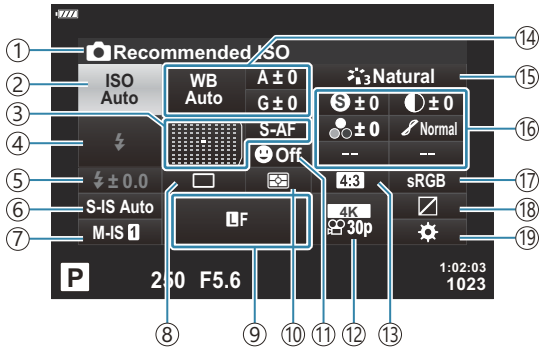 ① Recommended ISO
② ISO Auto
⑭ WB Auto A±0 G±0
⑮ 3 Natural
③ S-AF
④
S ±0 ±0 ⑯
±0 Normal
-- --
Off ⑪
⑤ ±0.0
⑧ ⑩
4:3 ⑬
sRGB ⑰
⑥ S-IS Auto
⑨ LF
4K 30p ⑫
⑱
⑦ M-IS 1
⑲
P 250 F5.6
1:02:03
1023